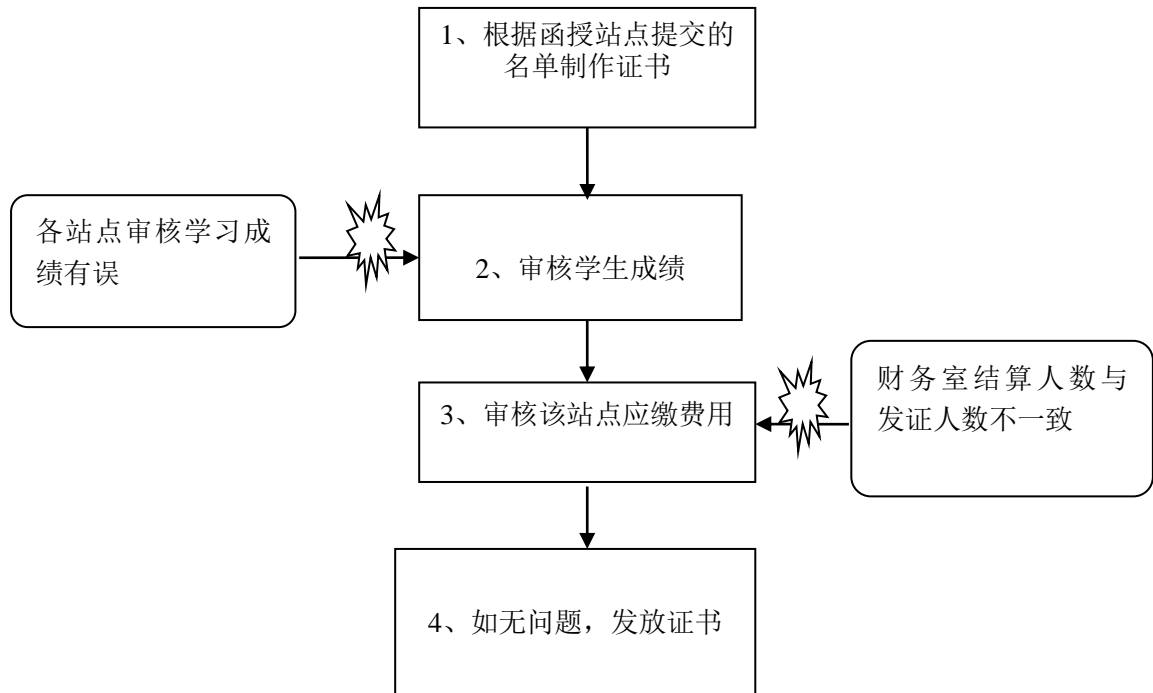 1、根据函授站点提交的
名单制作证书
各站点审核学习成
绩有误
2、审核学生成绩
3、审核该站点应缴费用
财务室结算人数与
发证人数不一致
4、如无问题，发放证书